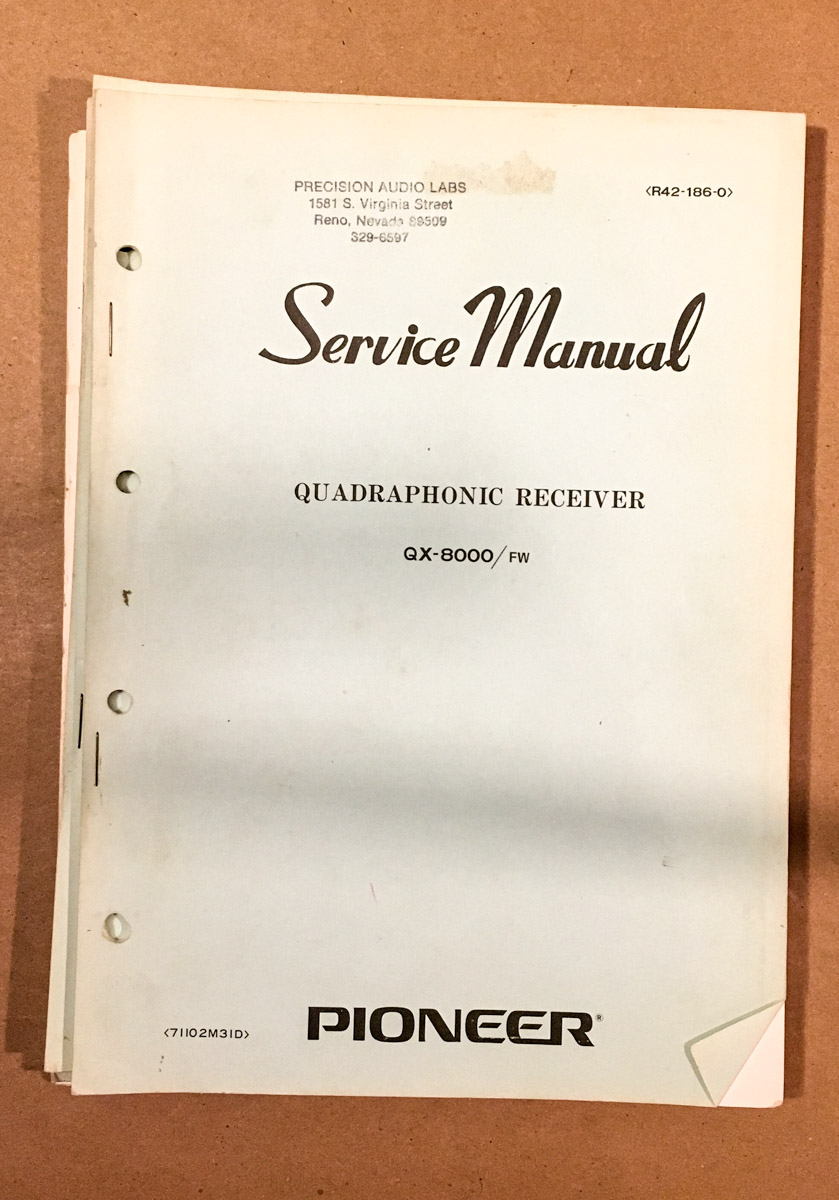 PRECISION AUDIO LABS
1581 S. Virginia Street
Reno, Nevada 89509
329-6597
<R42-186-0>
Service Manual
QUADRAPHONIC RECEIVER
QX-8000/FW
<71102M31D>
PIONEER®